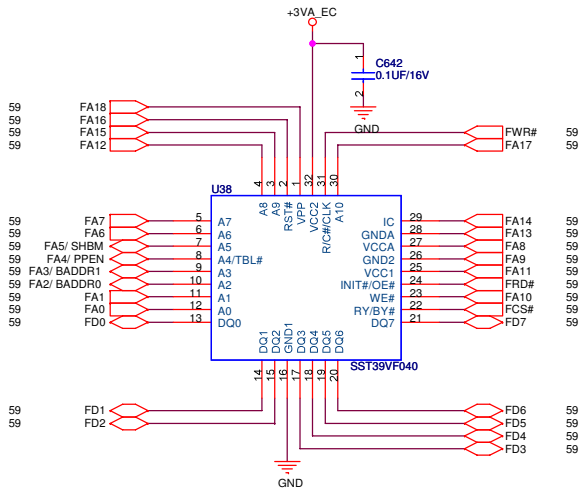 +3VA_EC
1
C642
0.1UF/16V
2
GND
59 FA18
59 FA16
59 FA15
59 FA12
FWR# 59
FA17 59
4 3 2 1 32 31 30
U38
A8 A9 RST# VPP VCC2 R/C#/CLK A10
59 FA7 5 A7 IC 29 FA14 59
59 FA6 6 A6 GNDA 28 FA13 59
59 FA5/ SHBM 7 A5 VCCA 27 FA8 59
59 FA4/ PPEN 8 A4/TBL# GND2 26 FA9 59
59 FA3/ BADDR1 9 A3 VCC1 25 FA11 59
59 FA2/ BADDR0 10 A2 INIT#/OE# 24 FRD# 59
59 FA1 11 A1 WE# 23 FA10 59
59 FA0 12 A0 RY/BY# 22 FCS# 59
59 FD0 13 DQ0 DQ7 21 FD7 59
DQ1 DQ2 GND1 DQ3 DQ4 DQ5 DQ6
SST39VF040
14 15 16 17 18 19 20
59 FD1 FD6 59
59 FD2 FD5 59
FD4 59
FD3 59
GND